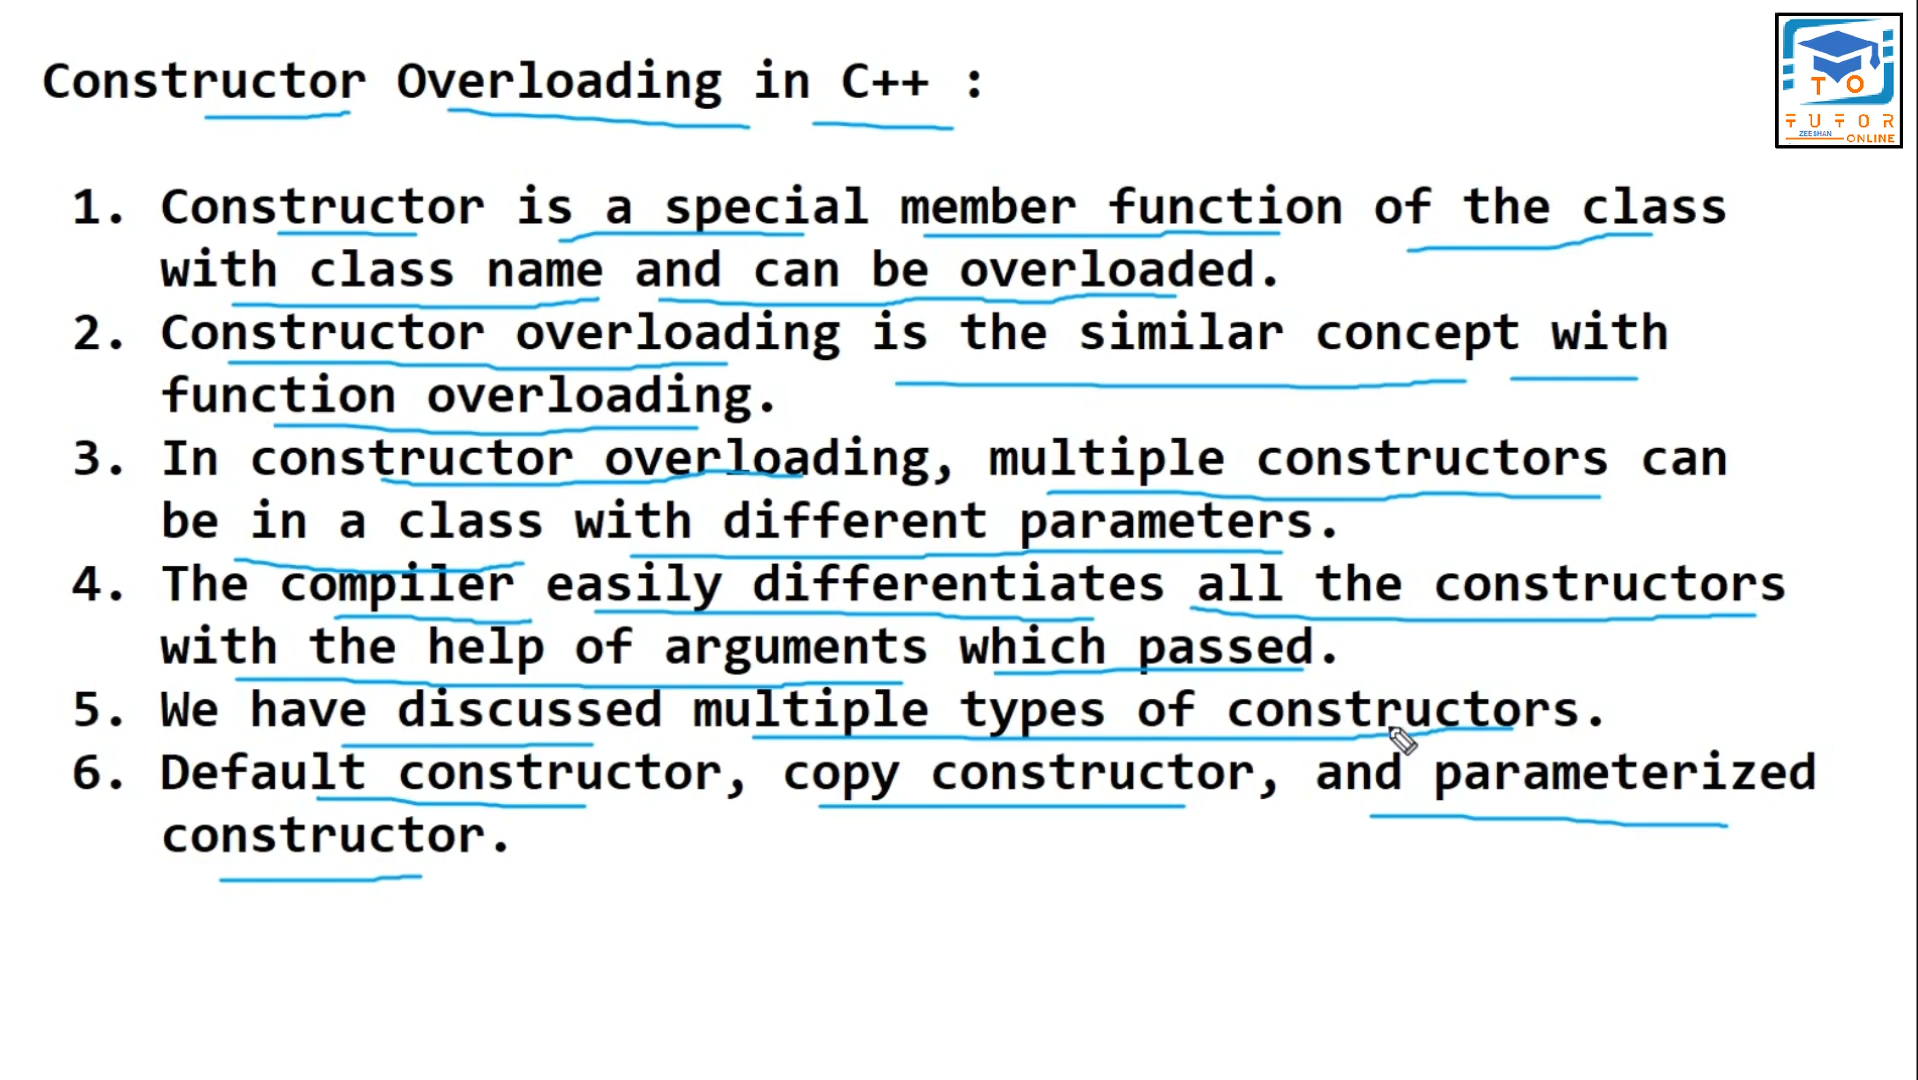 Constructor Overloading in C++ :
1. Constructor is a special member function of the class
with class name and can be overloaded.
2. Constructor overloading is the similar concept with
function overloading.
3. In constructor overloading, multiple constructors can
be in a class with different parameters.
4. The compiler easily differentiates all the constructors
with the help of arguments which passed.
5. We have discussed multiple types of constructors.
6. Default constructor, copy constructor, and parameterized
constructor.
T O
TUTOR
ZEESHAN
ONLINE